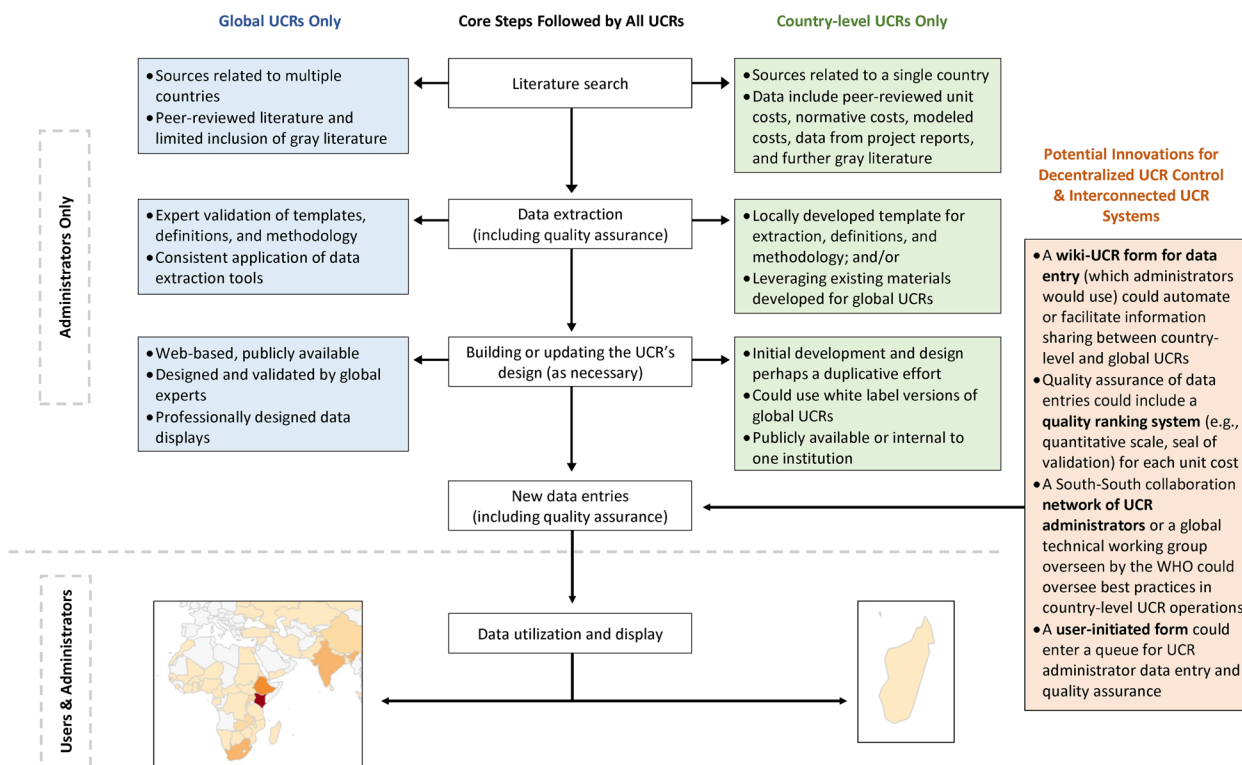 Global UCRs Only
Core Steps Followed by All UCRs
Country-level UCRs Only
Administrators Only
• Sources related to multiple
countries
• Peer-reviewed literature and
limited inclusion of gray literature
Literature search
• Sources related to a single country
• Data include peer-reviewed unit
costs, normative costs, modeled
costs, data from project reports,
and further gray literature
• Expert validation of templates,
definitions, and methodology
• Consistent application of data
extraction tools
Data extraction
(including quality assurance)
• Locally developed template for
extraction, definitions, and
methodology; and/or
• Leveraging existing materials
developed for global UCRs
• Web-based, publicly available
• Designed and validated by global
experts
• Professionally designed data
displays
Building or updating the UCR's
design (as necessary)
• Initial development and design
perhaps a duplicative effort
• Could use white label versions of
global UCRs
• Publicly available or internal to
one institution
New data entries
(including quality assurance)
Potential Innovations for
Decentralized UCR Control
& Interconnected UCR
Systems
• A wiki-UCR form for data
entry (which administrators
would use) could automate
or facilitate information
sharing between country-
level and global UCRs
• Quality assurance of data
entries could include a
quality ranking system (e.g.,
quantitative scale, seal of
validation) for each unit cost
• A South-South collaboration
network of UCR
administrators or a global
technical working group
overseen by the WHO could
oversee best practices in
country-level UCR operations
• A user-initiated form could
enter a queue for UCR
administrator data entry and
quality assurance
Users & Administrators
Data utilization and display